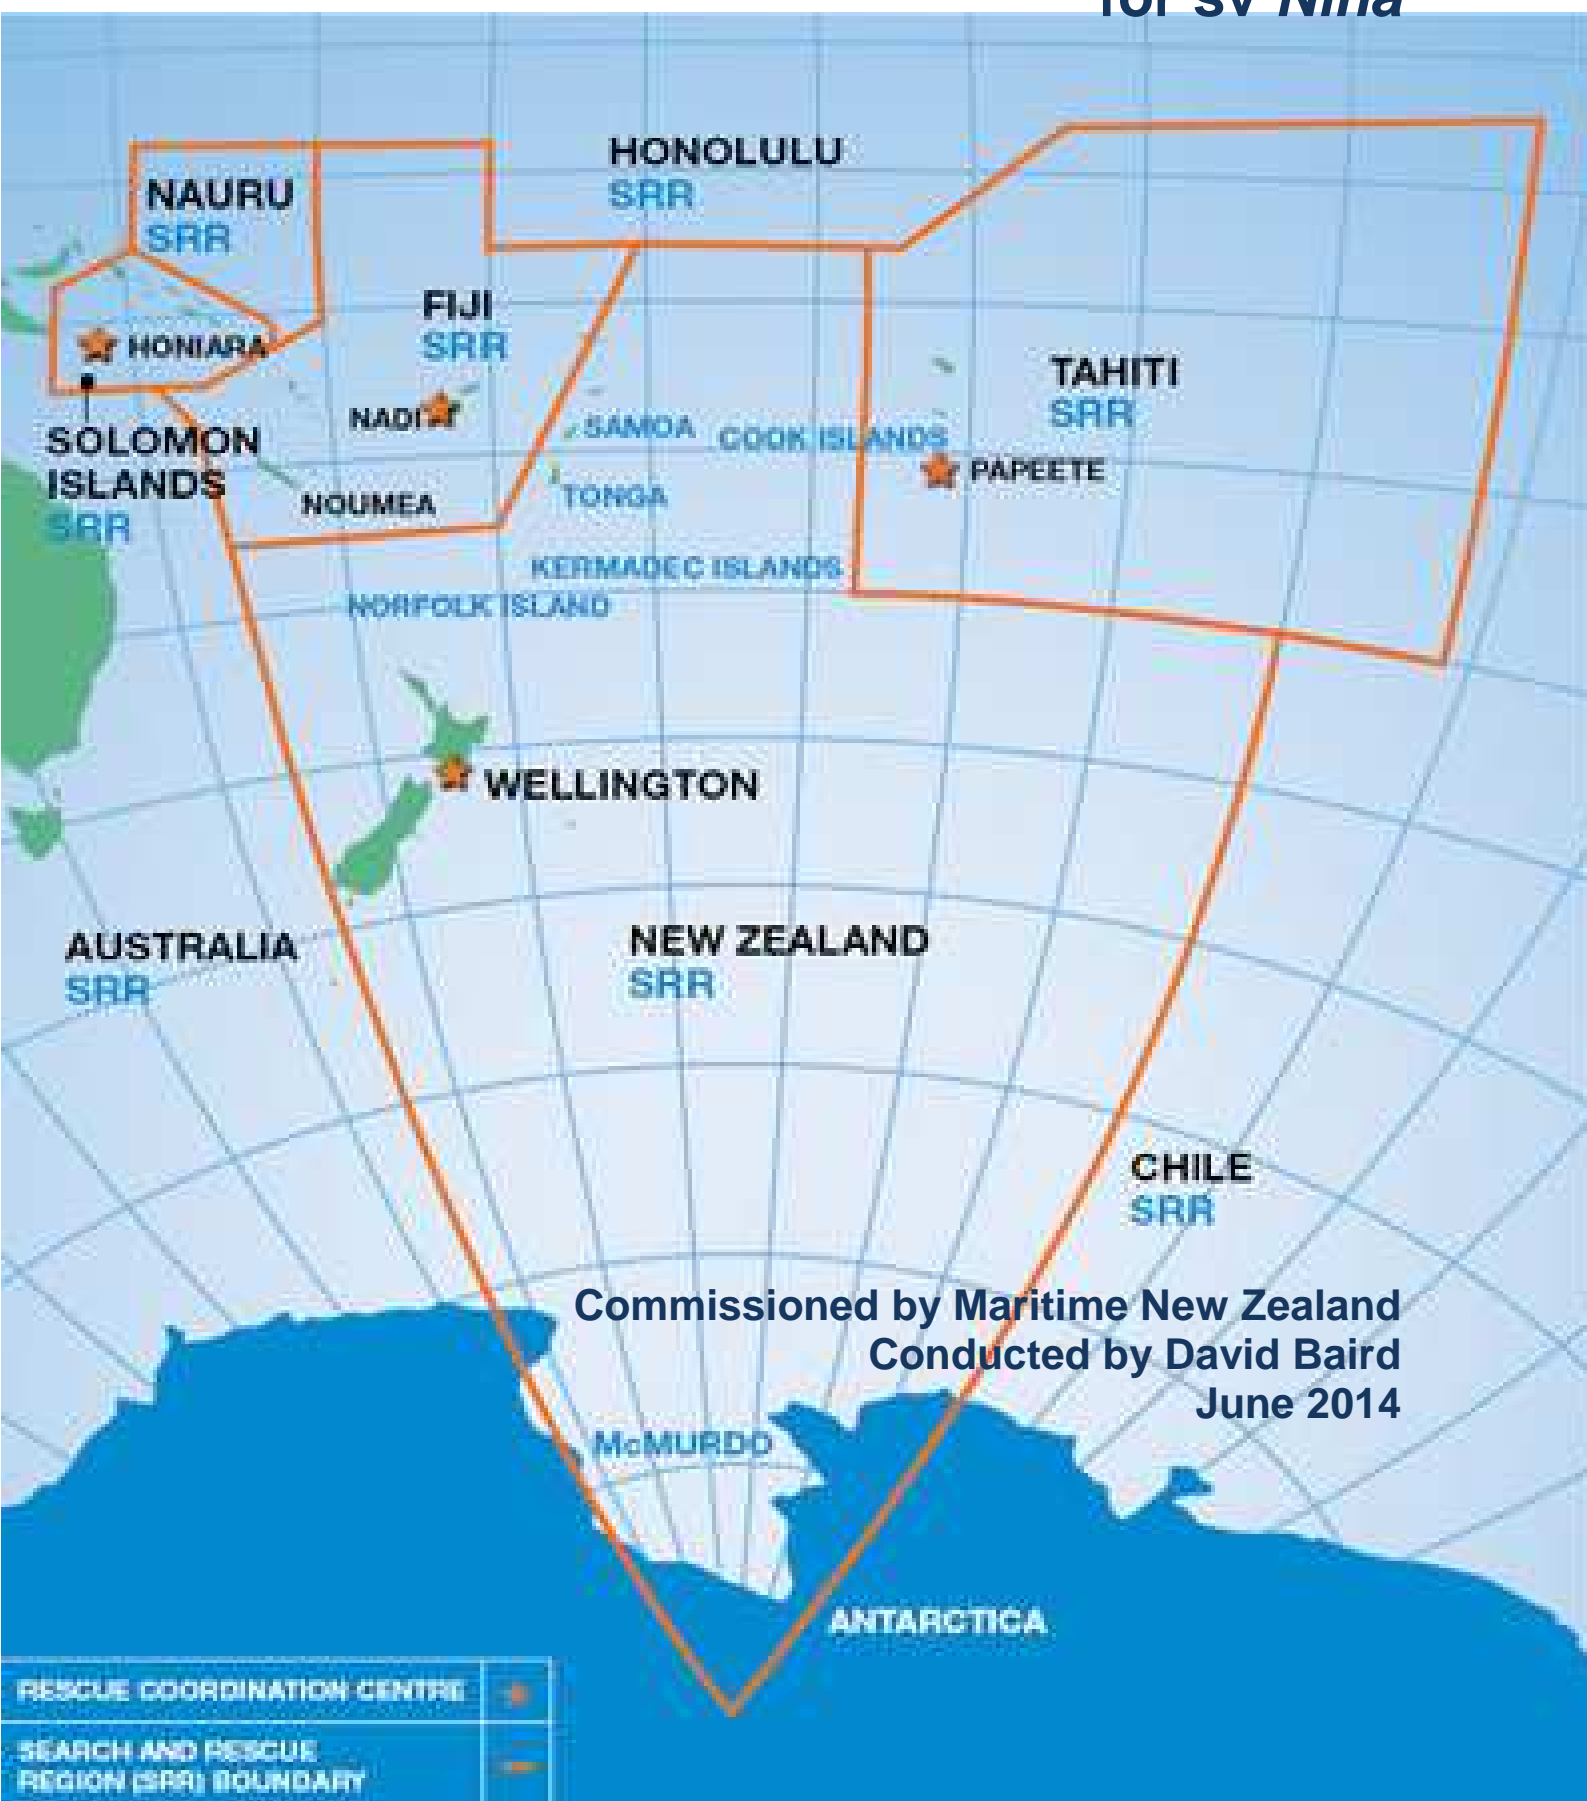 for sv Niña
HONOLULU
SRR
NAURU
SRR
FIJI
SRR
HONIARA
TAHITI
SRR
NADI
SAMOA
COOK ISLANDS
SOLOMON
ISLANDS
SRR
PAPEETE
NOUMEA
TONGA
KERMADEC ISLANDS
NORFOLK ISLAND
WELLINGTON
AUSTRALIA
SRR
NEW ZEALAND
SRR
CHILE
SRR
Commissioned by Maritime New Zealand
Conducted by David Baird
June 2014
McMURDO
ANTARCTICA
RESCUE COORDINATION CENTRE
SEARCH AND RESCUE
REGION (SRR) BOUNDARY